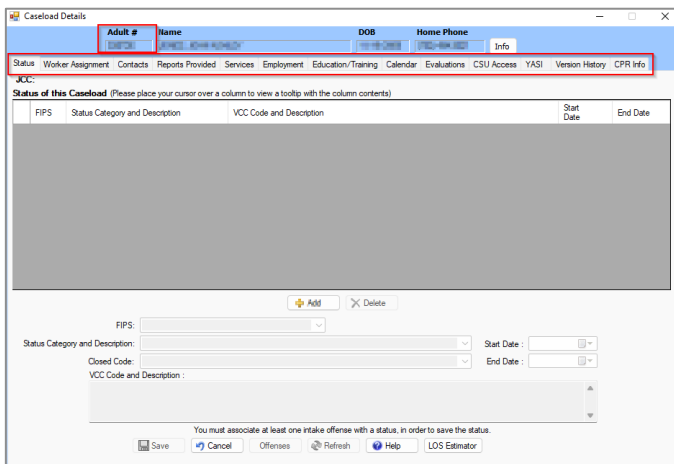 Caseload Details
Adult # Name DOB Home Phone
Info
Status Worker Assignment Contacts Reports Provided Services Employment Education/Training Calendar Evaluations CSU Access YASI Version History CPR Info
JCC:
Status of this Caseload (Please place your cursor over a column to view a tooltip with the column contents)
FIPS Status Category and Description VCC Code and Description Start Date End Date
Add Delete
FIPS:
Status Category and Description: Start Date :
Closed Code: End Date :
VCC Code and Description :
You must associate at least one intake offense with a status, in order to save the status.
Save Cancel Offenses Refresh Help LOS Estimator